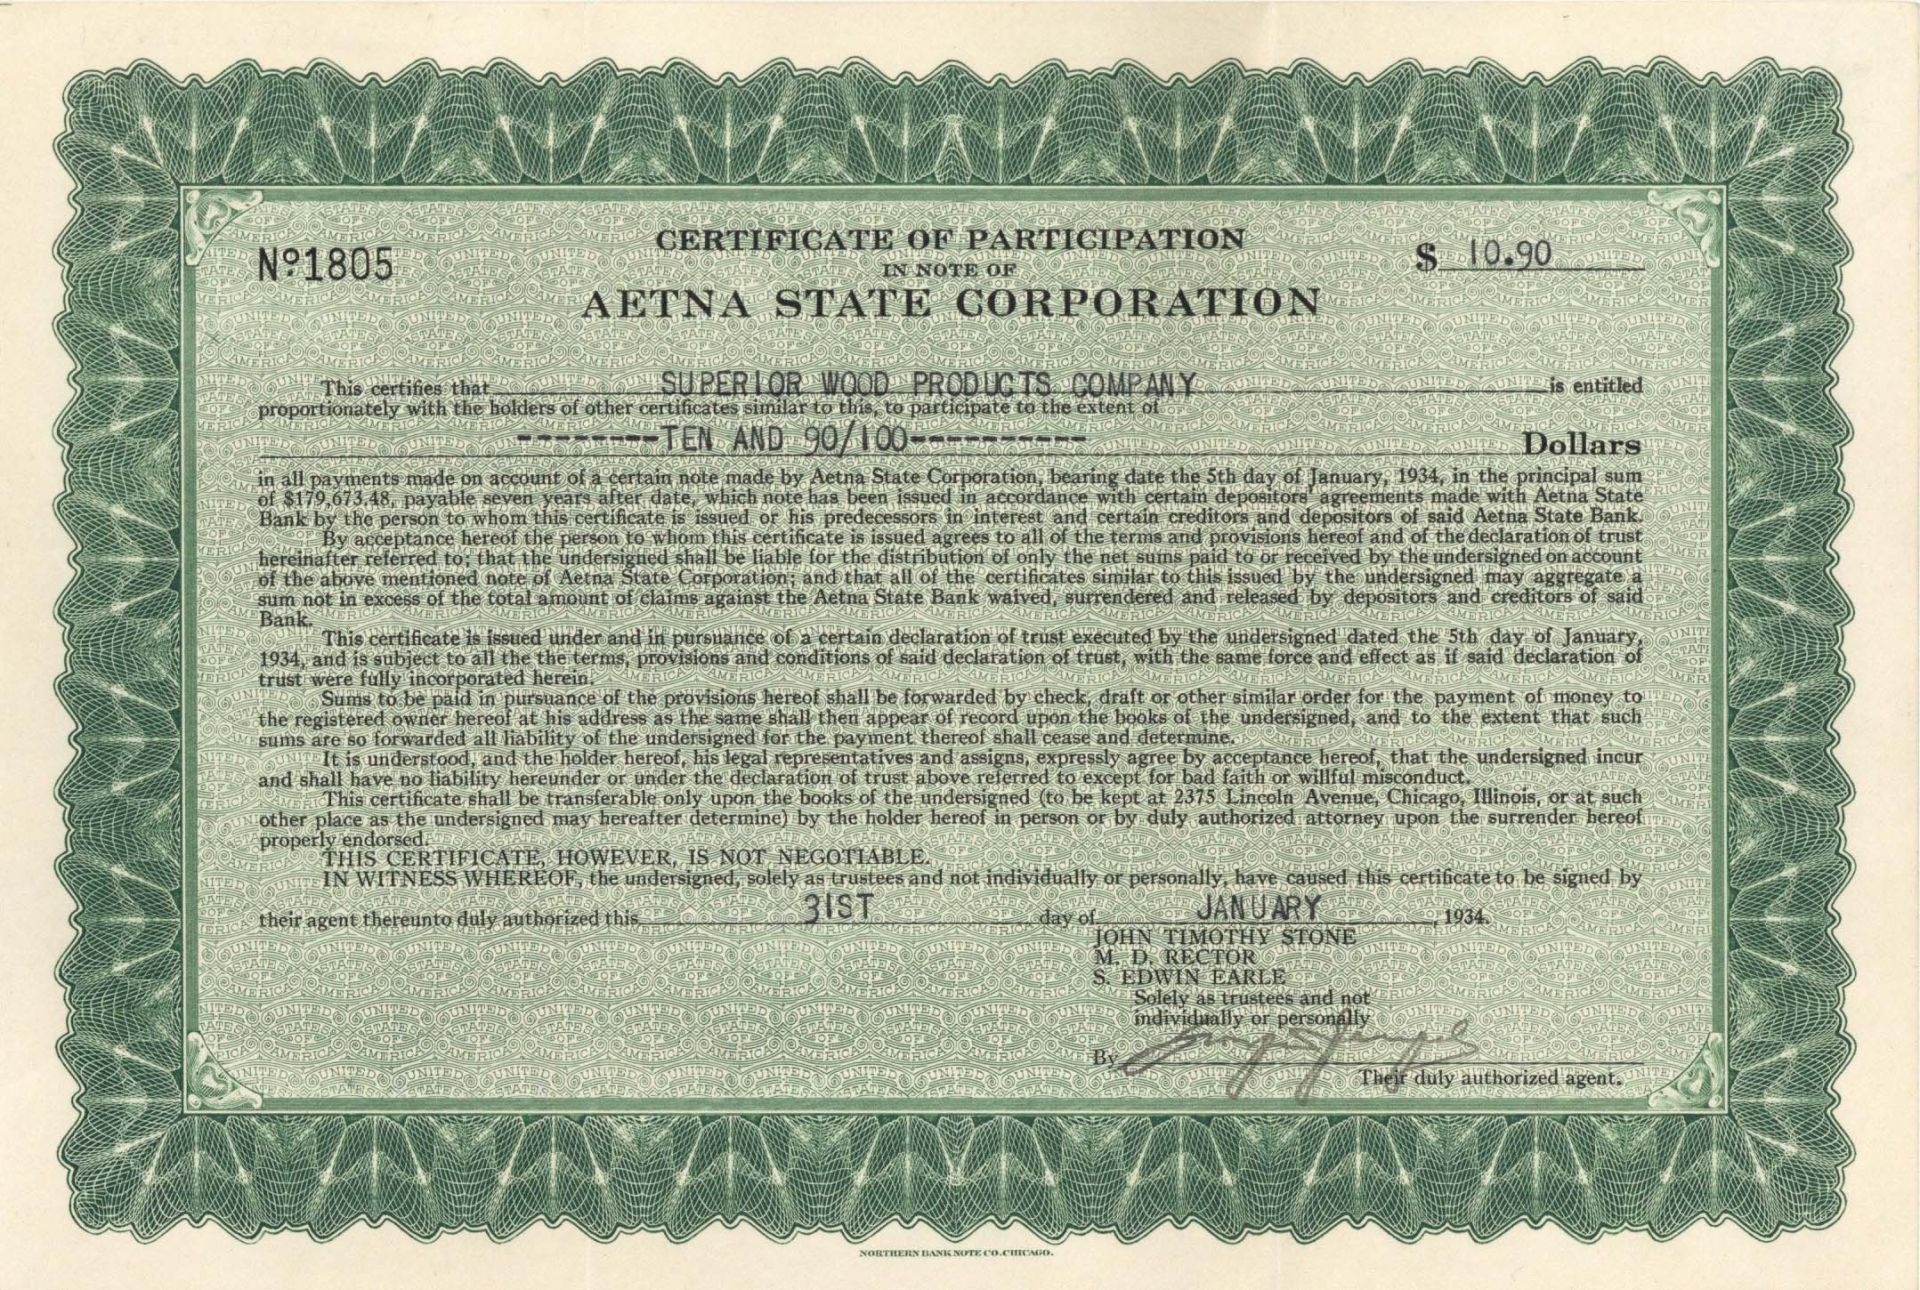 Nº1805
CERTIFICATE OF PARTICIPATION
$ 10.90
IN NOTE OF
AETNA STATE CORPORATION
This certifies that SUPERIOR WOOD PRODUCTS COMPANY is entitled
proportionately with the holders of other certificates similar to this, to participate to the extent of
--------TEN AND 90/100---------- Dollars
in all payments made on account of a certain note made by Aetna State Corporation, bearing date the 5th day of January, 1934, in the principal sum
of $179,673.48, payable seven years after date, which note has been issued in accordance with certain depositors' agreements made with Aetna State
Bank by the person to whom this certificate is issued or his predecessors in interest and certain creditors and depositors of said Aetna State Bank.
By acceptance hereof the person to whom this certificate is issued agrees to all of the terms and provisions hereof and of the declaration of trust
hereinafter referred to; that the undersigned shall be liable for the distribution of only the net sums paid to or received by the undersigned on account
of the above mentioned note of Aetna State Corporation; and that all of the certificates similar to this issued by the undersigned may aggregate a
sum not in excess of the total amount of claims against the Aetna State Bank waived, surrendered and released by depositors and creditors of said
Bank.
This certificate is issued under and in pursuance of a certain declaration of trust executed by the undersigned dated the 5th day of January,
1934, and is subject to all the the terms, provisions and conditions of said declaration of trust, with the same force and effect as if said declaration of
trust were fully incorporated herein.
Sums to be paid in pursuance of the provisions hereof shall be forwarded by check, draft or other similar order for the payment of money to
the registered owner hereof at his address as the same shall then appear of record upon the books of the undersigned, and to the extent that such
sums are so forwarded all liability of the undersigned for the payment thereof shall cease and determine.
It is understood, and the holder hereof, his legal representatives and assigns, expressly agree by acceptance hereof, that the undersigned incur
and shall have no liability hereunder or under the declaration of trust above referred to except for bad faith or willful misconduct.
This certificate shall be transferable only upon the books of the undersigned (to be kept at 2375 Lincoln Avenue, Chicago, Illinois, or at such
other place as the undersigned may hereafter determine) by the holder hereof in person or by duly authorized attorney upon the surrender hereof
properly endorsed.
THIS CERTIFICATE, HOWEVER, IS NOT NEGOTIABLE.
IN WITNESS WHEREOF, the undersigned, solely as trustees and not individually or personally, have caused this certificate to be signed by
their agent thereunto duly authorized this 31ST day of JANUARY, 1934.
JOHN TIMOTHY STONE
M. D. RECTOR
S. EDWIN EARLE
Solely as trustees and not
individually or personally
By
Their duly authorized agent.
NORTHERN BANK NOTE CO. CHICAGO.